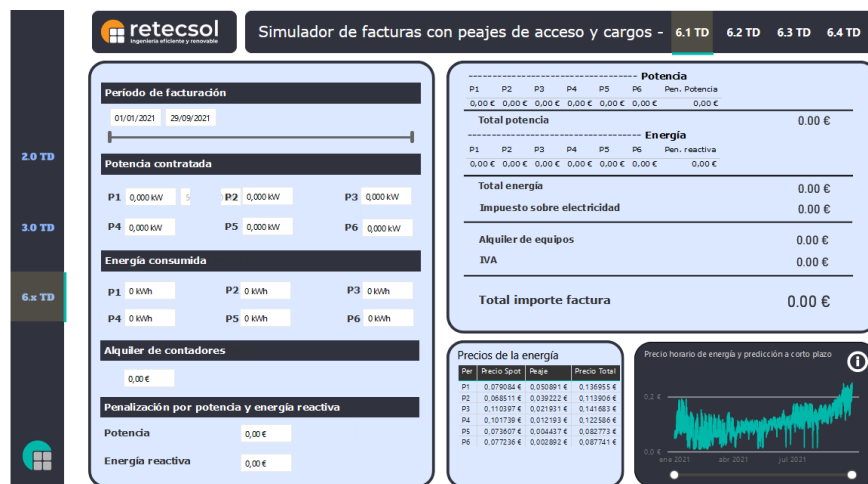 retecsol
Ingeniería eficiente y renovable
Simulador de facturas con peajes de acceso y cargos - 6.1 TD 6.2 TD 6.3 TD 6.4 TD
2.0 TD
3.0 TD
6.x TD
Período de facturación
01/01/2021 29/09/2021
Potencia contratada
P1 0,000 kW P2 0,000 kW P3 0,000 kW
P4 0,000 kW P5 0,000 kW P6 0,000 kW
Energía consumida
P1 0 kWh P2 0 kWh P3 0 kWh
P4 0 kWh P5 0 kWh P6 0 kWh
Alquiler de contadores
0,00 €
Penalización por potencia y energía reactiva
Potencia 0,00 €
Energía reactiva 0,00 €
------------------------------------- Potencia
P1 P2 P3 P4 P5 P6 Pen. Potencia
0,00 € 0,00 € 0,00 € 0,00 € 0,00 € 0,00 € 0,00 €
Total potencia 0.00 €
------------------------------------- Energía
P1 P2 P3 P4 P5 P6 Pen. reactiva
0,00 € 0,00 € 0,00 € 0,00 € 0,00 € 0,00 € 0,00 €
Total energía 0.00 €
Impuesto sobre electricidad 0.00 €
Alquiler de equipos 0.00 €
IVA 0.00 €
Total importe factura 0.00 €
Precios de la energía
Per Precio Spot Peaje Precio Total
P1 0,079084 € 0,050891 € 0,136955 €
P2 0,068511 € 0,039222 € 0,113906 €
P3 0,110397 € 0,021931 € 0,141683 €
P4 0,101739 € 0,012193 € 0,122586 €
P5 0,073607 € 0,004437 € 0,082773 €
P6 0,077236 € 0,002892 € 0,087741 €
Precio horario de energía y predicción a corto plazo
0,2 €
0,0 €
ene 2021 abr 2021 jul 2021